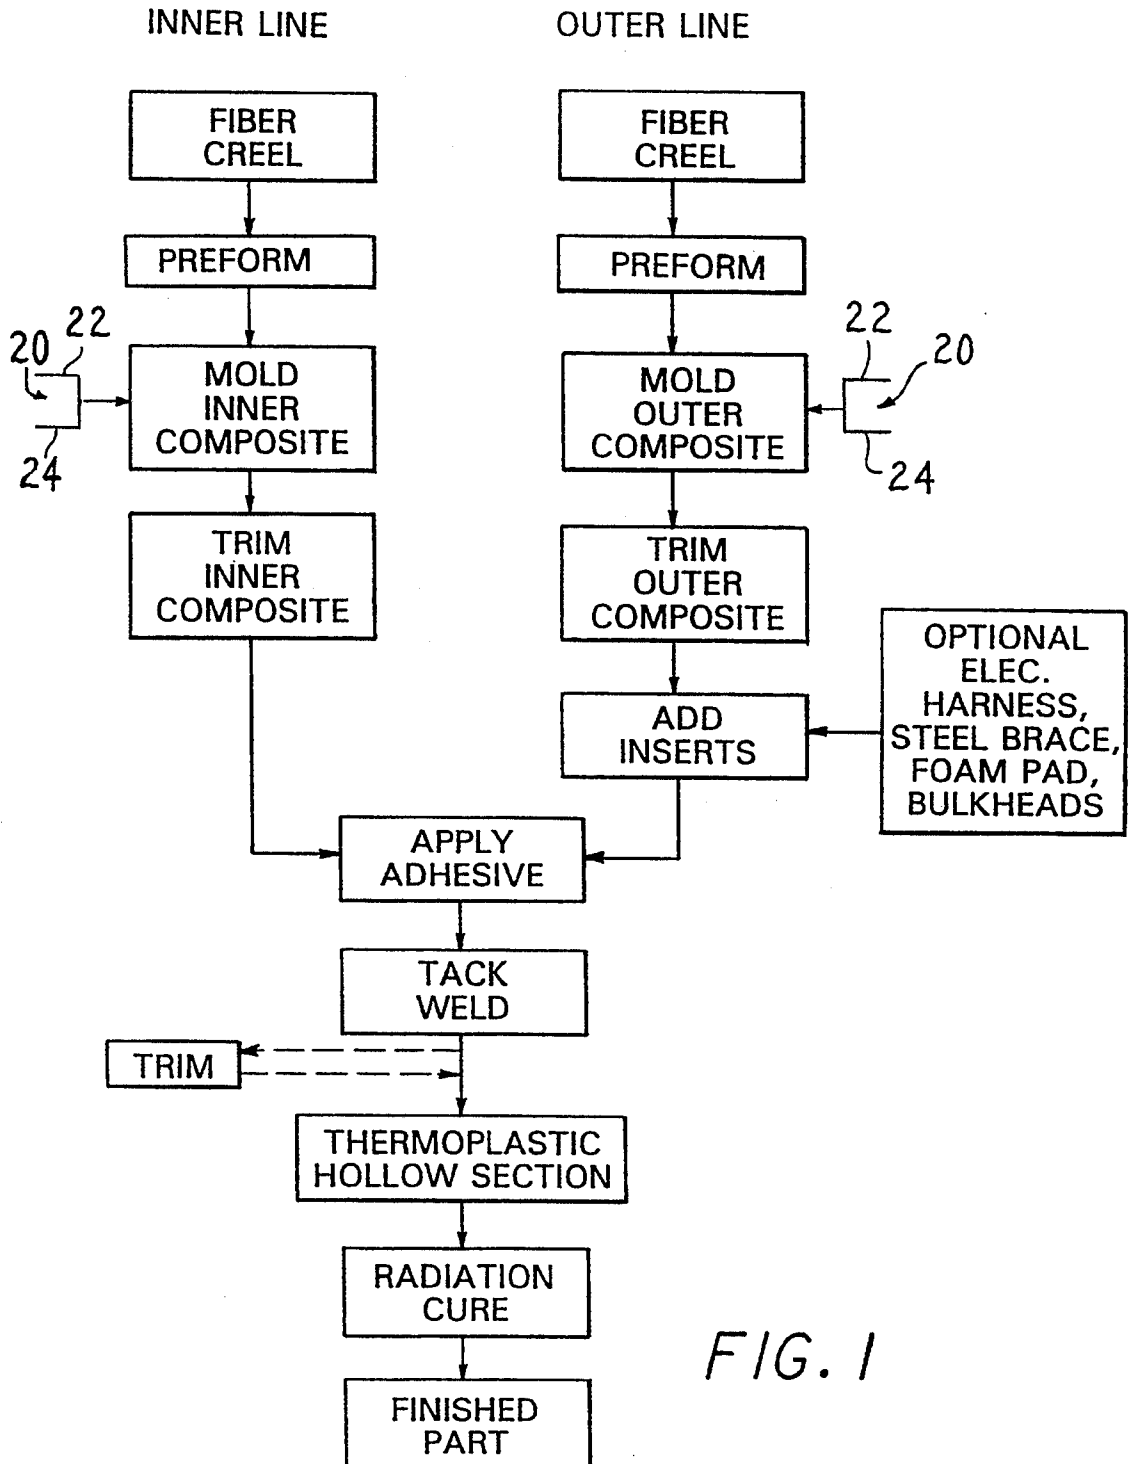 INNER LINE
OUTER LINE
FIBER
CREEL
FIBER
CREEL
PREFORM
PREFORM
20
22
24
MOLD
INNER
COMPOSITE
MOLD
OUTER
COMPOSITE
22
20
24
TRIM
INNER
COMPOSITE
TRIM
OUTER
COMPOSITE
ADD
INSERTS
OPTIONAL
ELEC.
HARNESS,
STEEL BRACE,
FOAM PAD,
BULKHEADS
APPLY
ADHESIVE
TACK
WELD
TRIM
THERMOPLASTIC
HOLLOW SECTION
RADIATION
CURE
FINISHED
PART
FIG. 1